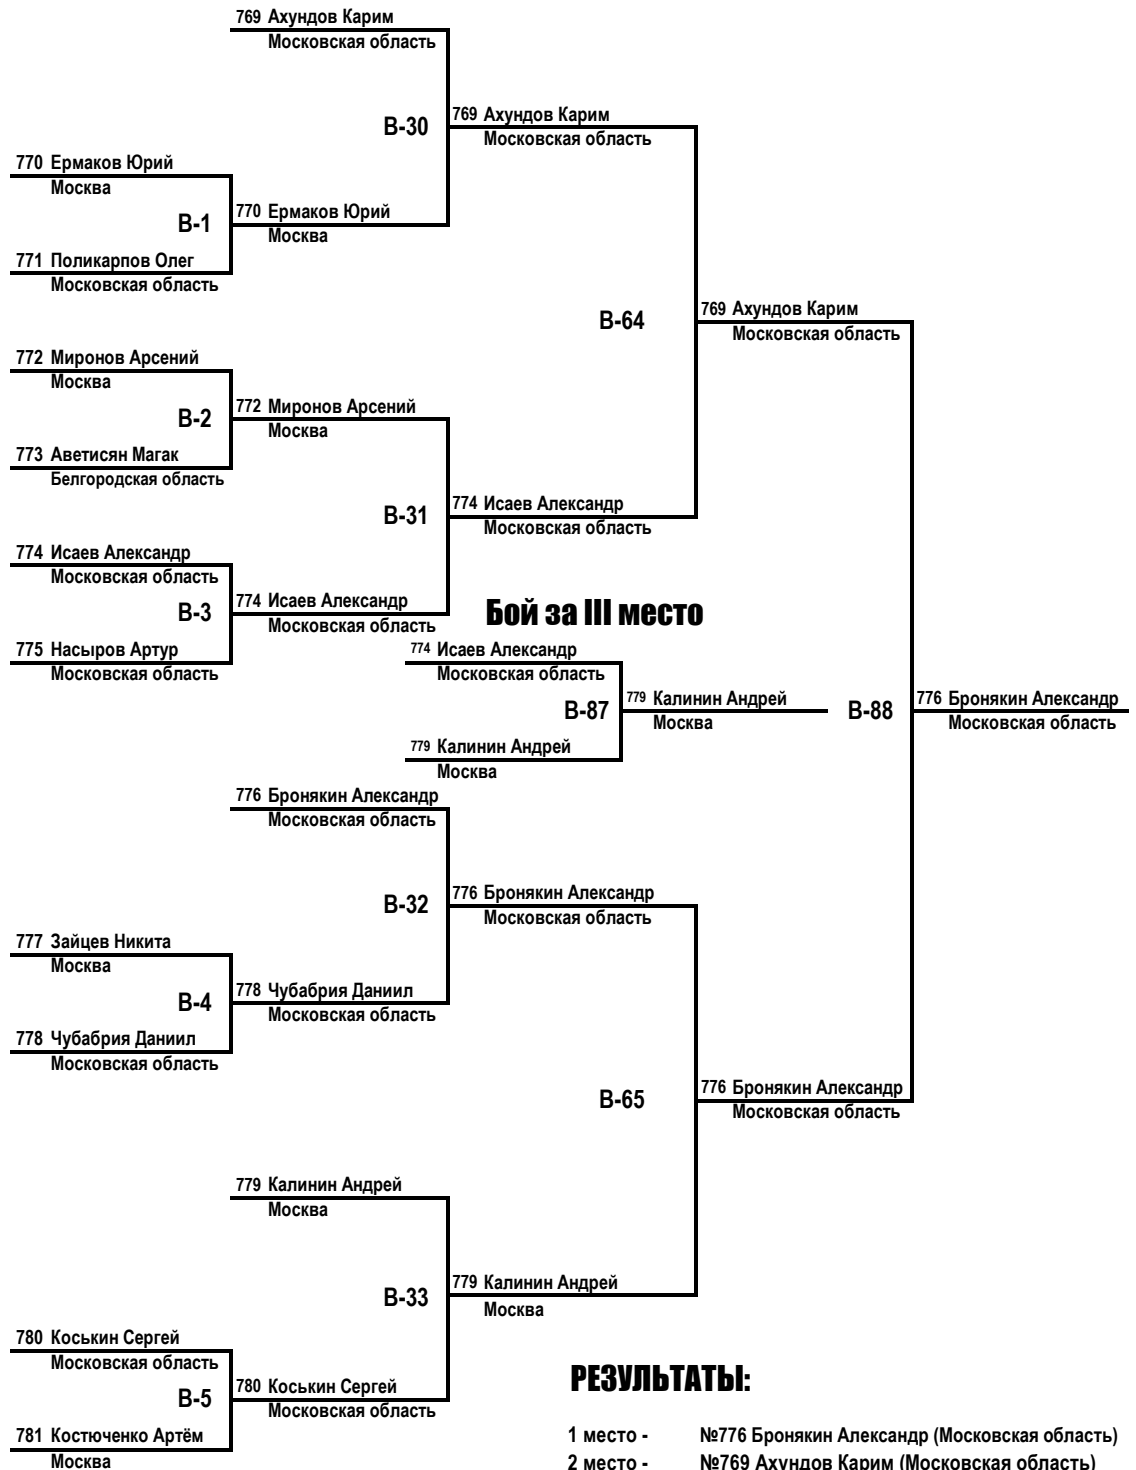 769 Ахундов Карим
Московская область
В-30
769 Ахундов Карим
Московская область
770 Ермаков Юрий
Москва
В-1
770 Ермаков Юрий
Москва
771 Поликарпов Олег
Московская область
В-64
769 Ахундов Карим
Московская область
772 Миронов Арсений
Москва
В-2
772 Миронов Арсений
Москва
773 Аветисян Магак
Белгородская область
В-31
774 Исаев Александр
Московская область
774 Исаев Александр
Московская область
В-3
774 Исаев Александр
Московская область
775 Насыров Артур
Московская область
Бой за III место
774 Исаев Александр
Московская область
В-87
779 Калинин Андрей
Москва
779 Калинин Андрей
Москва
В-88
776 Бронякин Александр
Московская область
776 Бронякин Александр
Московская область
В-32
776 Бронякин Александр
Московская область
777 Зайцев Никита
Москва
В-4
778 Чубабрия Даниил
Московская область
778 Чубабрия Даниил
Московская область
В-65
776 Бронякин Александр
Московская область
779 Калинин Андрей
Москва
В-33
779 Калинин Андрей
Москва
780 Коськин Сергей
Московская область
В-5
780 Коськин Сергей
Московская область
781 Костюченко Артём
Москва
РЕЗУЛЬТАТЫ:
1 место - №776 Бронякин Александр (Московская область)
2 место - №769 Ахундов Карим (Московская область)